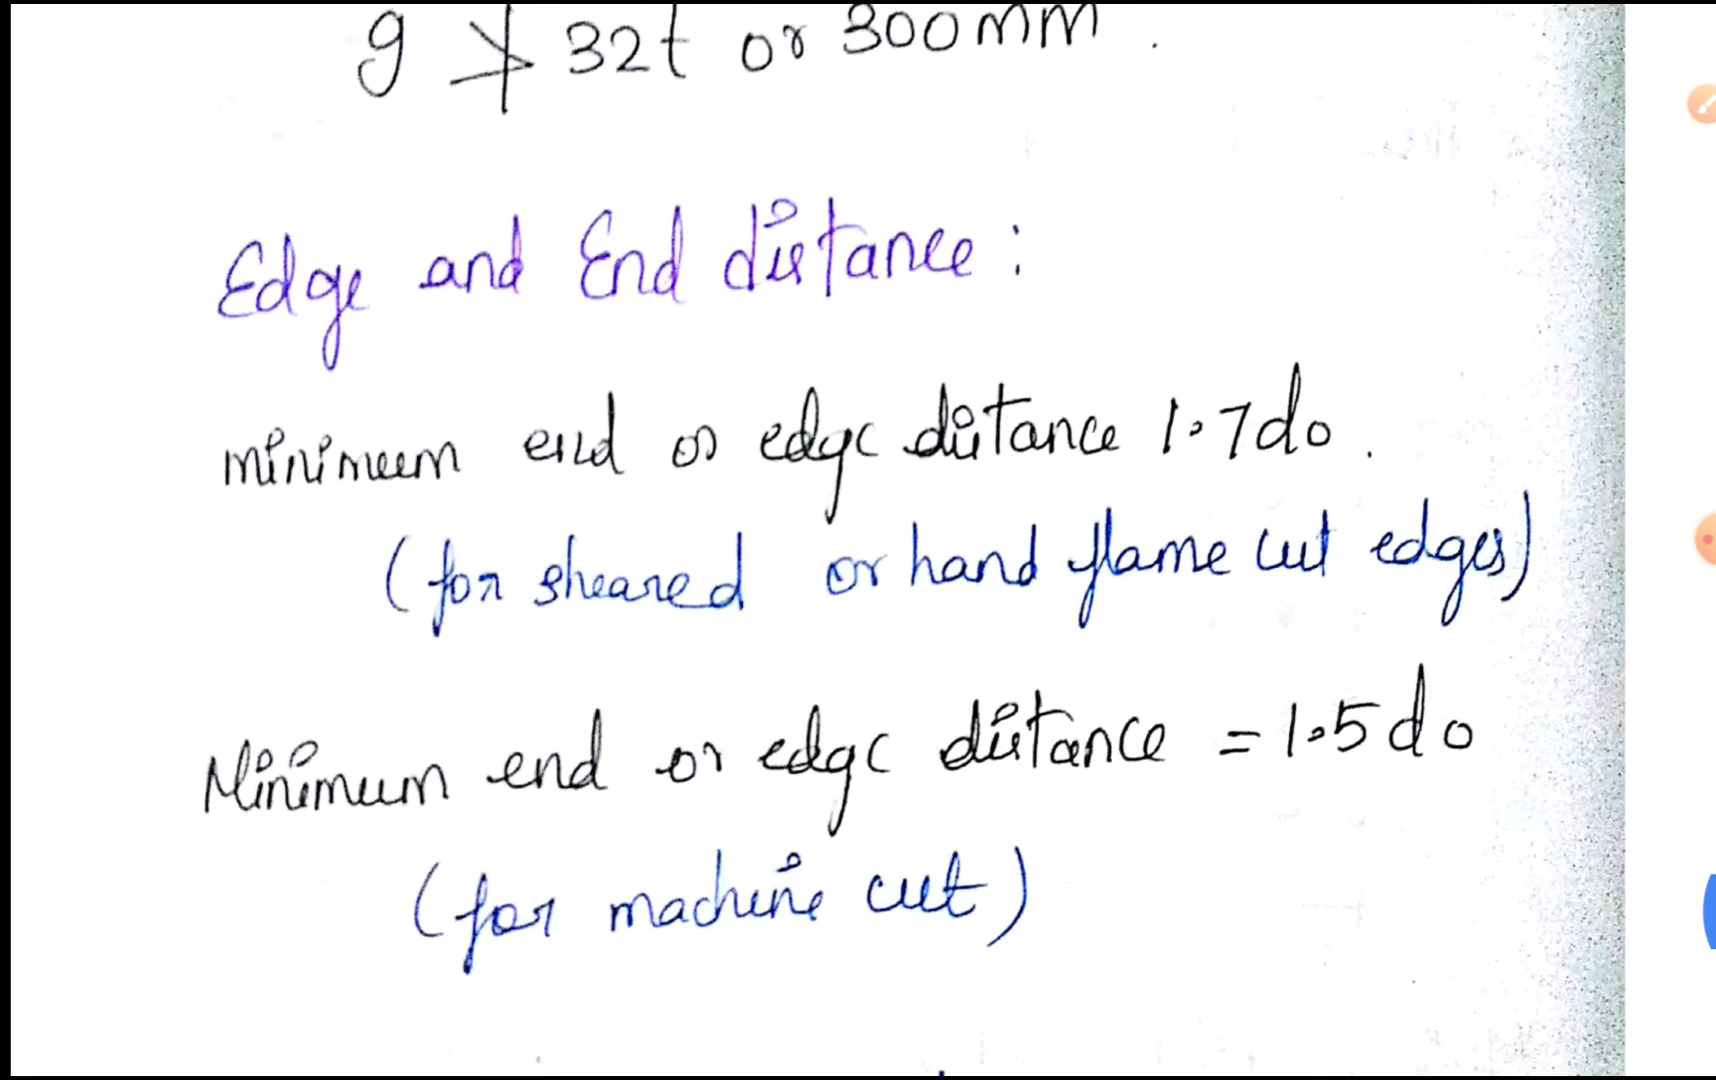 g ≯ 32t or 300mm.
Edge and End distance:
minimum end or edge distance 1.7do.
(for sheared or hand flame cut edges)
Minimum end or edge distance = 1.5do
(for machine cut)